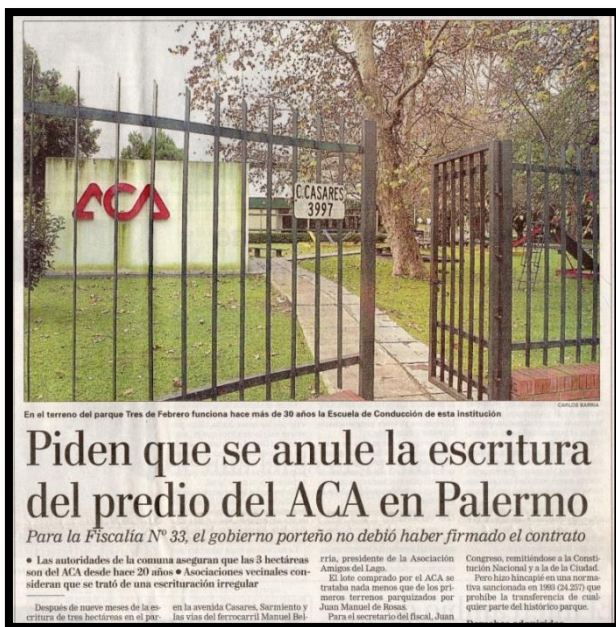 ACA
C.CASARES
3997
CARLOS BARRIA
En el terreno del parque Tres de Febrero funciona hace más de 30 años la Escuela de Conducción de esta institución
Piden que se anule la escritura
del predio del ACA en Palermo
Para la Fiscalía Nº 33, el gobierno porteño no debió haber firmado el contrato
● Las autoridades de la comuna aseguran que las 3 hectáreas
son del ACA desde hace 20 años ● Asociaciones vecinales con-
sideran que se trató de una escrituración irregular
Después de nueve meses de la es-
critura de tres hectáreas en el par-
en la avenida Casares, Sarmiento y
las vías del ferrocarril Manuel Bel-
rria, presidente de la Asociación
Amigos del Lago.
El lote comprado por el ACA se
trataba nada menos que de los pri-
meros terrenos parquizados por
Juan Manuel de Rosas.
Para el secretario del fiscal, Juan
Congreso, remitiéndose a la Consti-
tución Nacional y a la de la Ciudad.
Pero hizo hincapié en una norma-
tiva sancionada en 1993 (24.257) que
prohíbe la transferencia de cual-
quier parte del histórico parque.